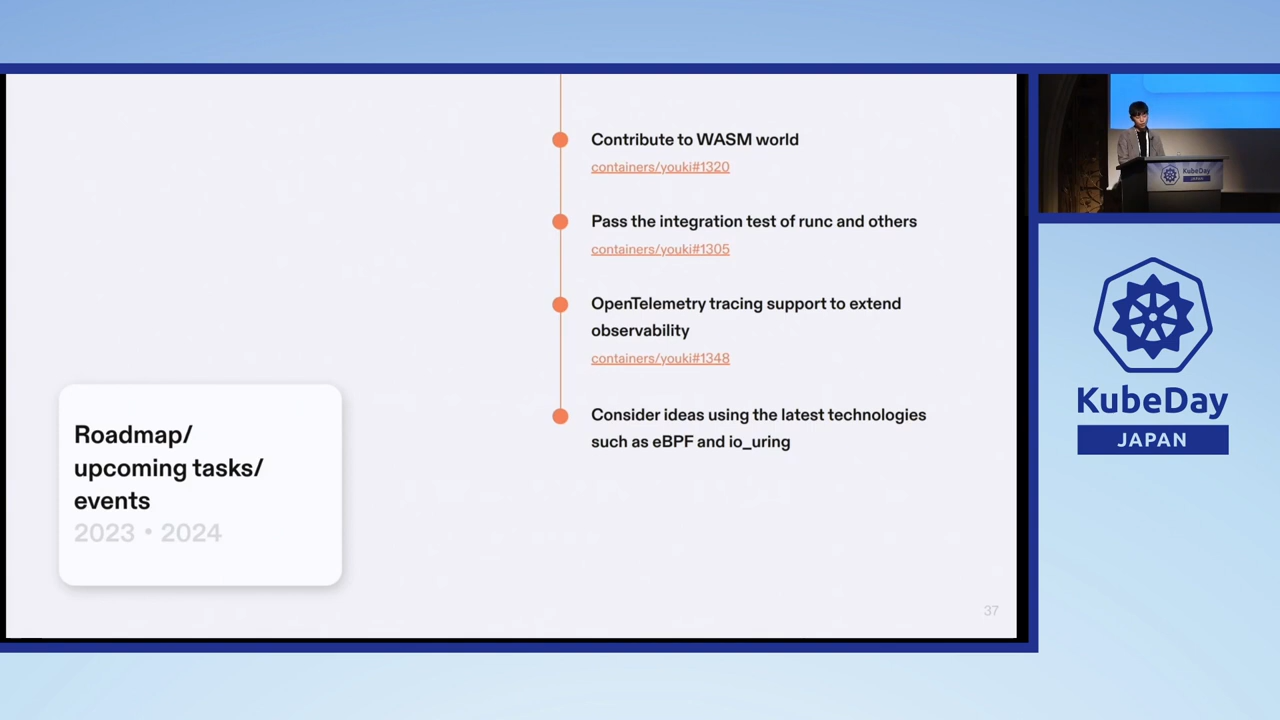 Contribute to WASM world
containers/youki#1320
Pass the integration test of runc and others
containers/youki#1305
OpenTelemetry tracing support to extend
observability
containers/youki#1348
Consider ideas using the latest technologies
such as eBPF and io_uring
Roadmap/
upcoming tasks/
events
2023 • 2024
37
KubeDay
JAPAN
KubeDay
JAPAN